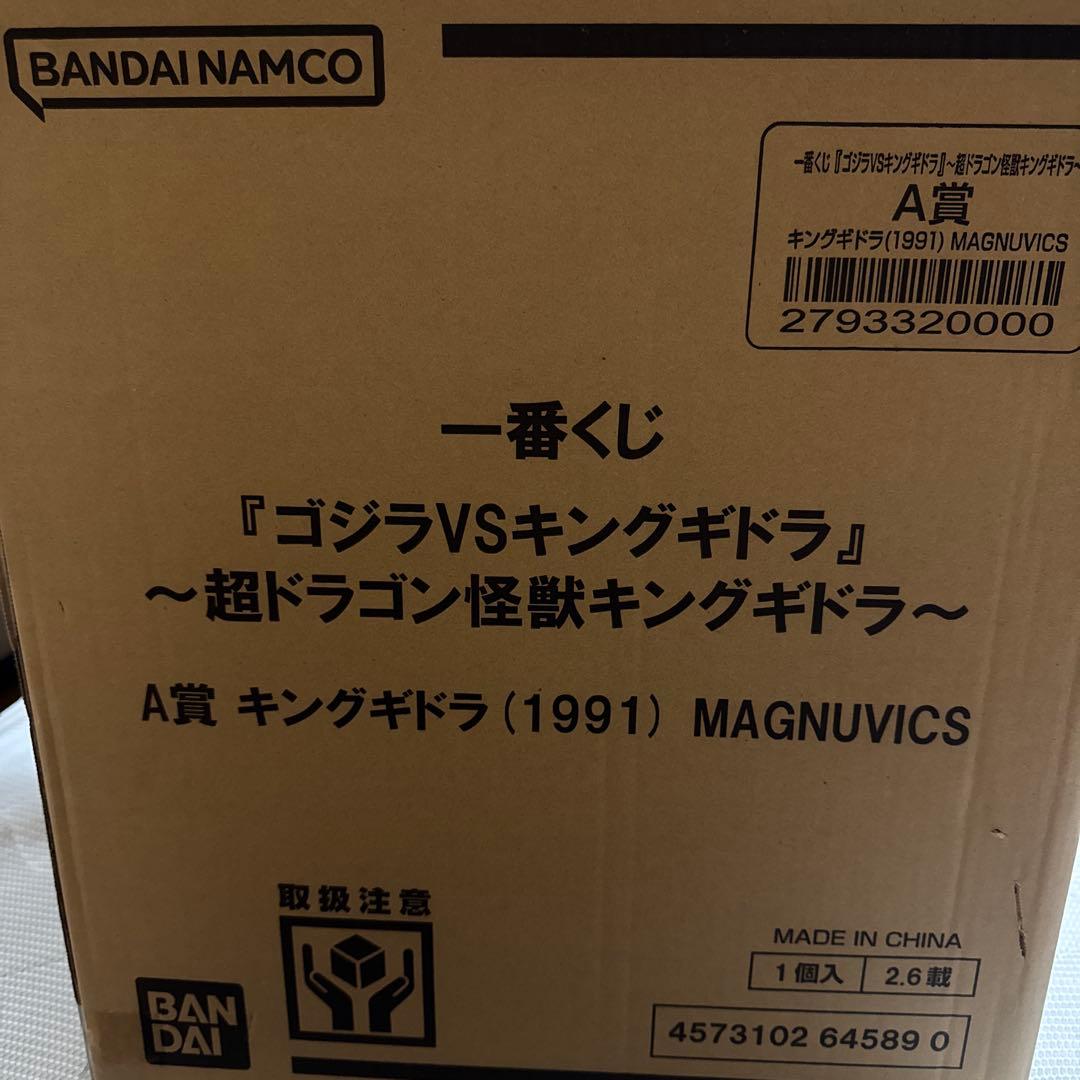 BANDAI NAMCO
一番くじ『ゴジラVSキングギドラ』～超ドラゴン怪獣キングギドラ～
A賞
キングギドラ(1991) MAGNUVICS
2793320000
一番くじ
『ゴジラVSキングギドラ』
～超ドラゴン怪獣キングギドラ～
A賞 キングギドラ(1991) MAGNUVICS
取扱注意
MADE IN CHINA
1個入 2.6載
BAN
DAI
4573102 64589 0